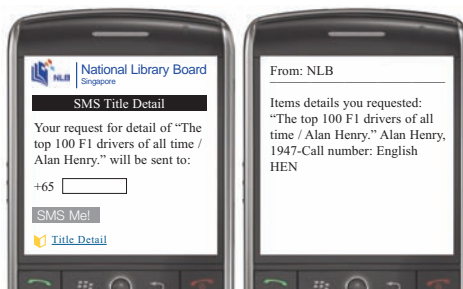 NLB
National Library Board
Singapore
SMS Title Detail
Your request for detail of “The
top 100 F1 drivers of all time /
Alan Henry.” will be sent to:
+65
SMS Me!
Title Detail
From: NLB
Items details you requested:
“The top 100 F1 drivers of all
time / Alan Henry.” Alan Henry,
1947-Call number: English
HEN